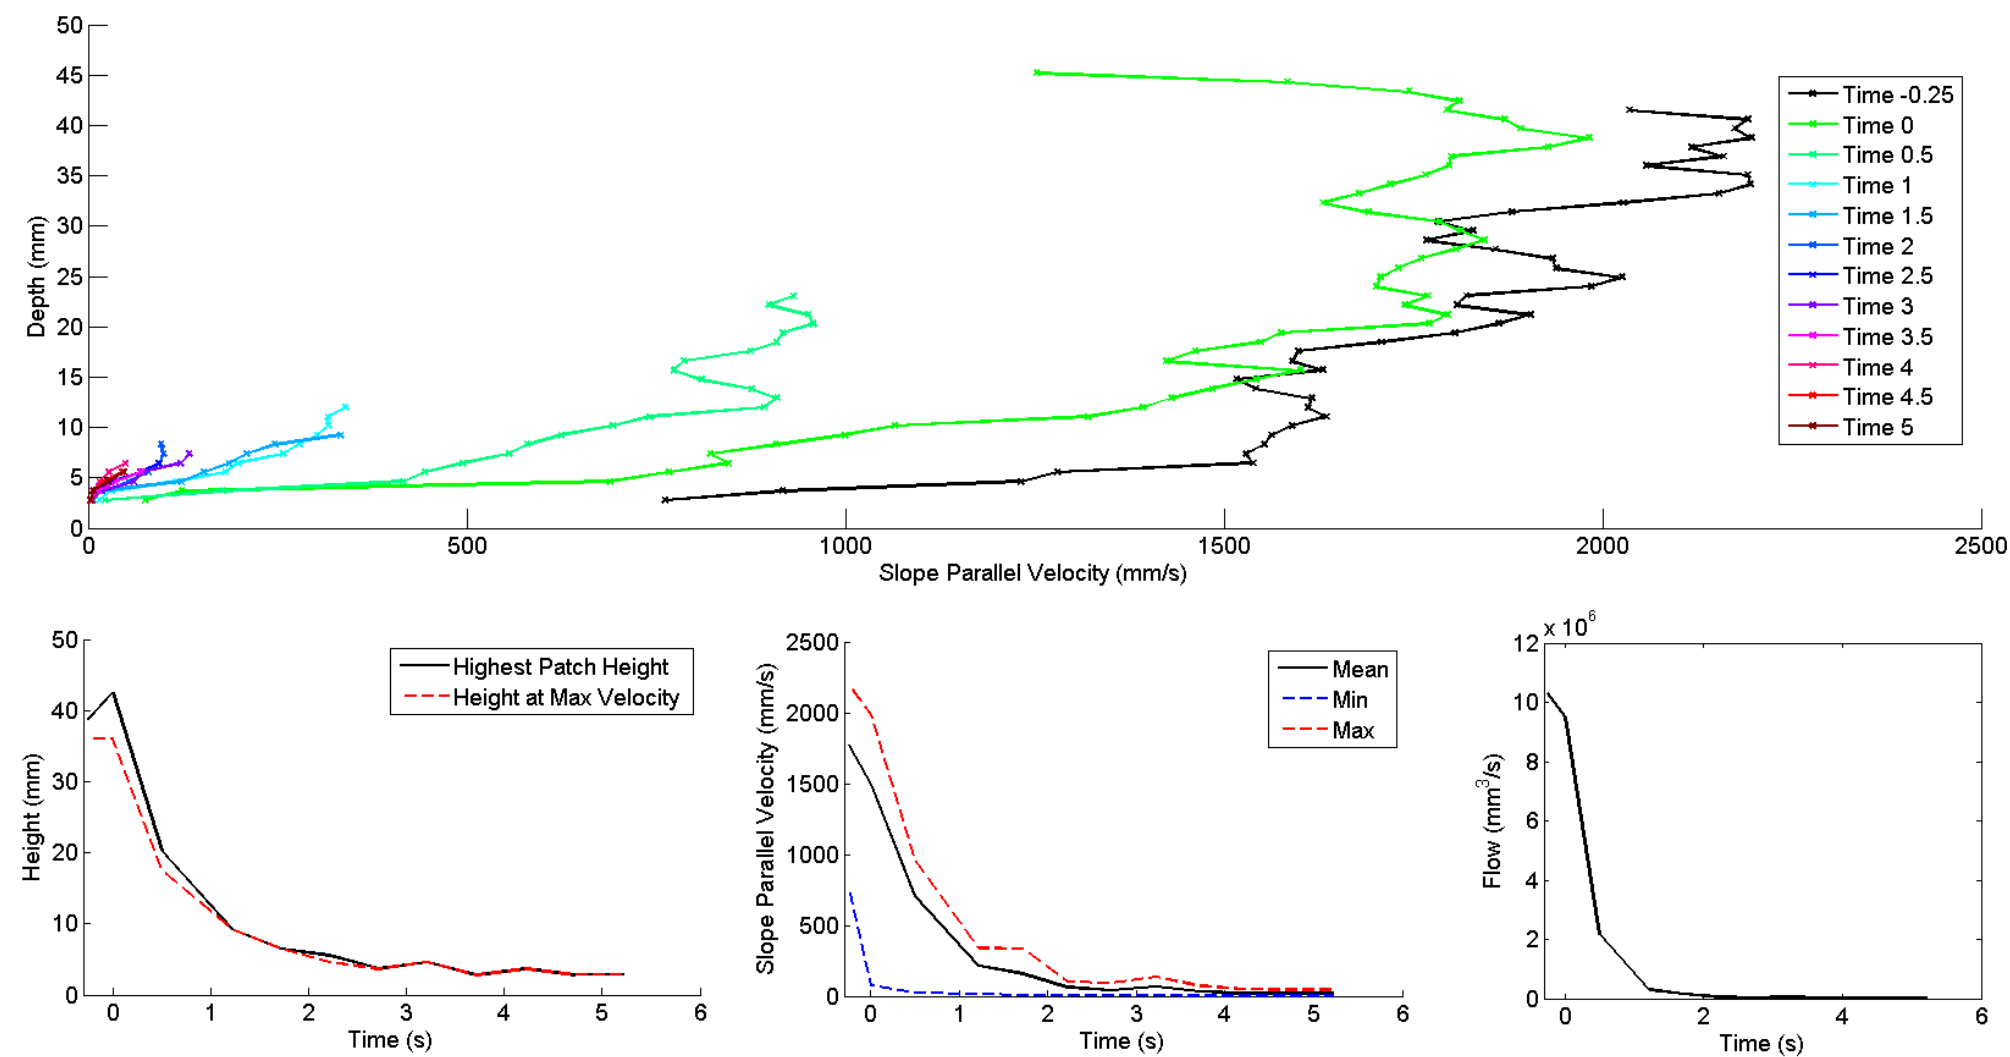 50
45
40
35
30
25
20
15
10
5
0
Depth (mm)
0 500 1000 1500 2000 2500
Slope Parallel Velocity (mm/s)
Time -0.25
Time 0
Time 0.5
Time 1
Time 1.5
Time 2
Time 2.5
Time 3
Time 3.5
Time 4
Time 4.5
Time 5
50
40
30
20
10
0
Height (mm)
Highest Patch Height
Height at Max Velocity
0 1 2 3 4 5 6
Time (s)
2500
2000
1500
1000
500
0
Slope Parallel Velocity (mm/s)
Mean
Min
Max
0 1 2 3 4 5 6
Time (s)
x 10⁶
12
10
8
6
4
2
0
Flow (mm³/s)
0 2 4 6
Time (s)